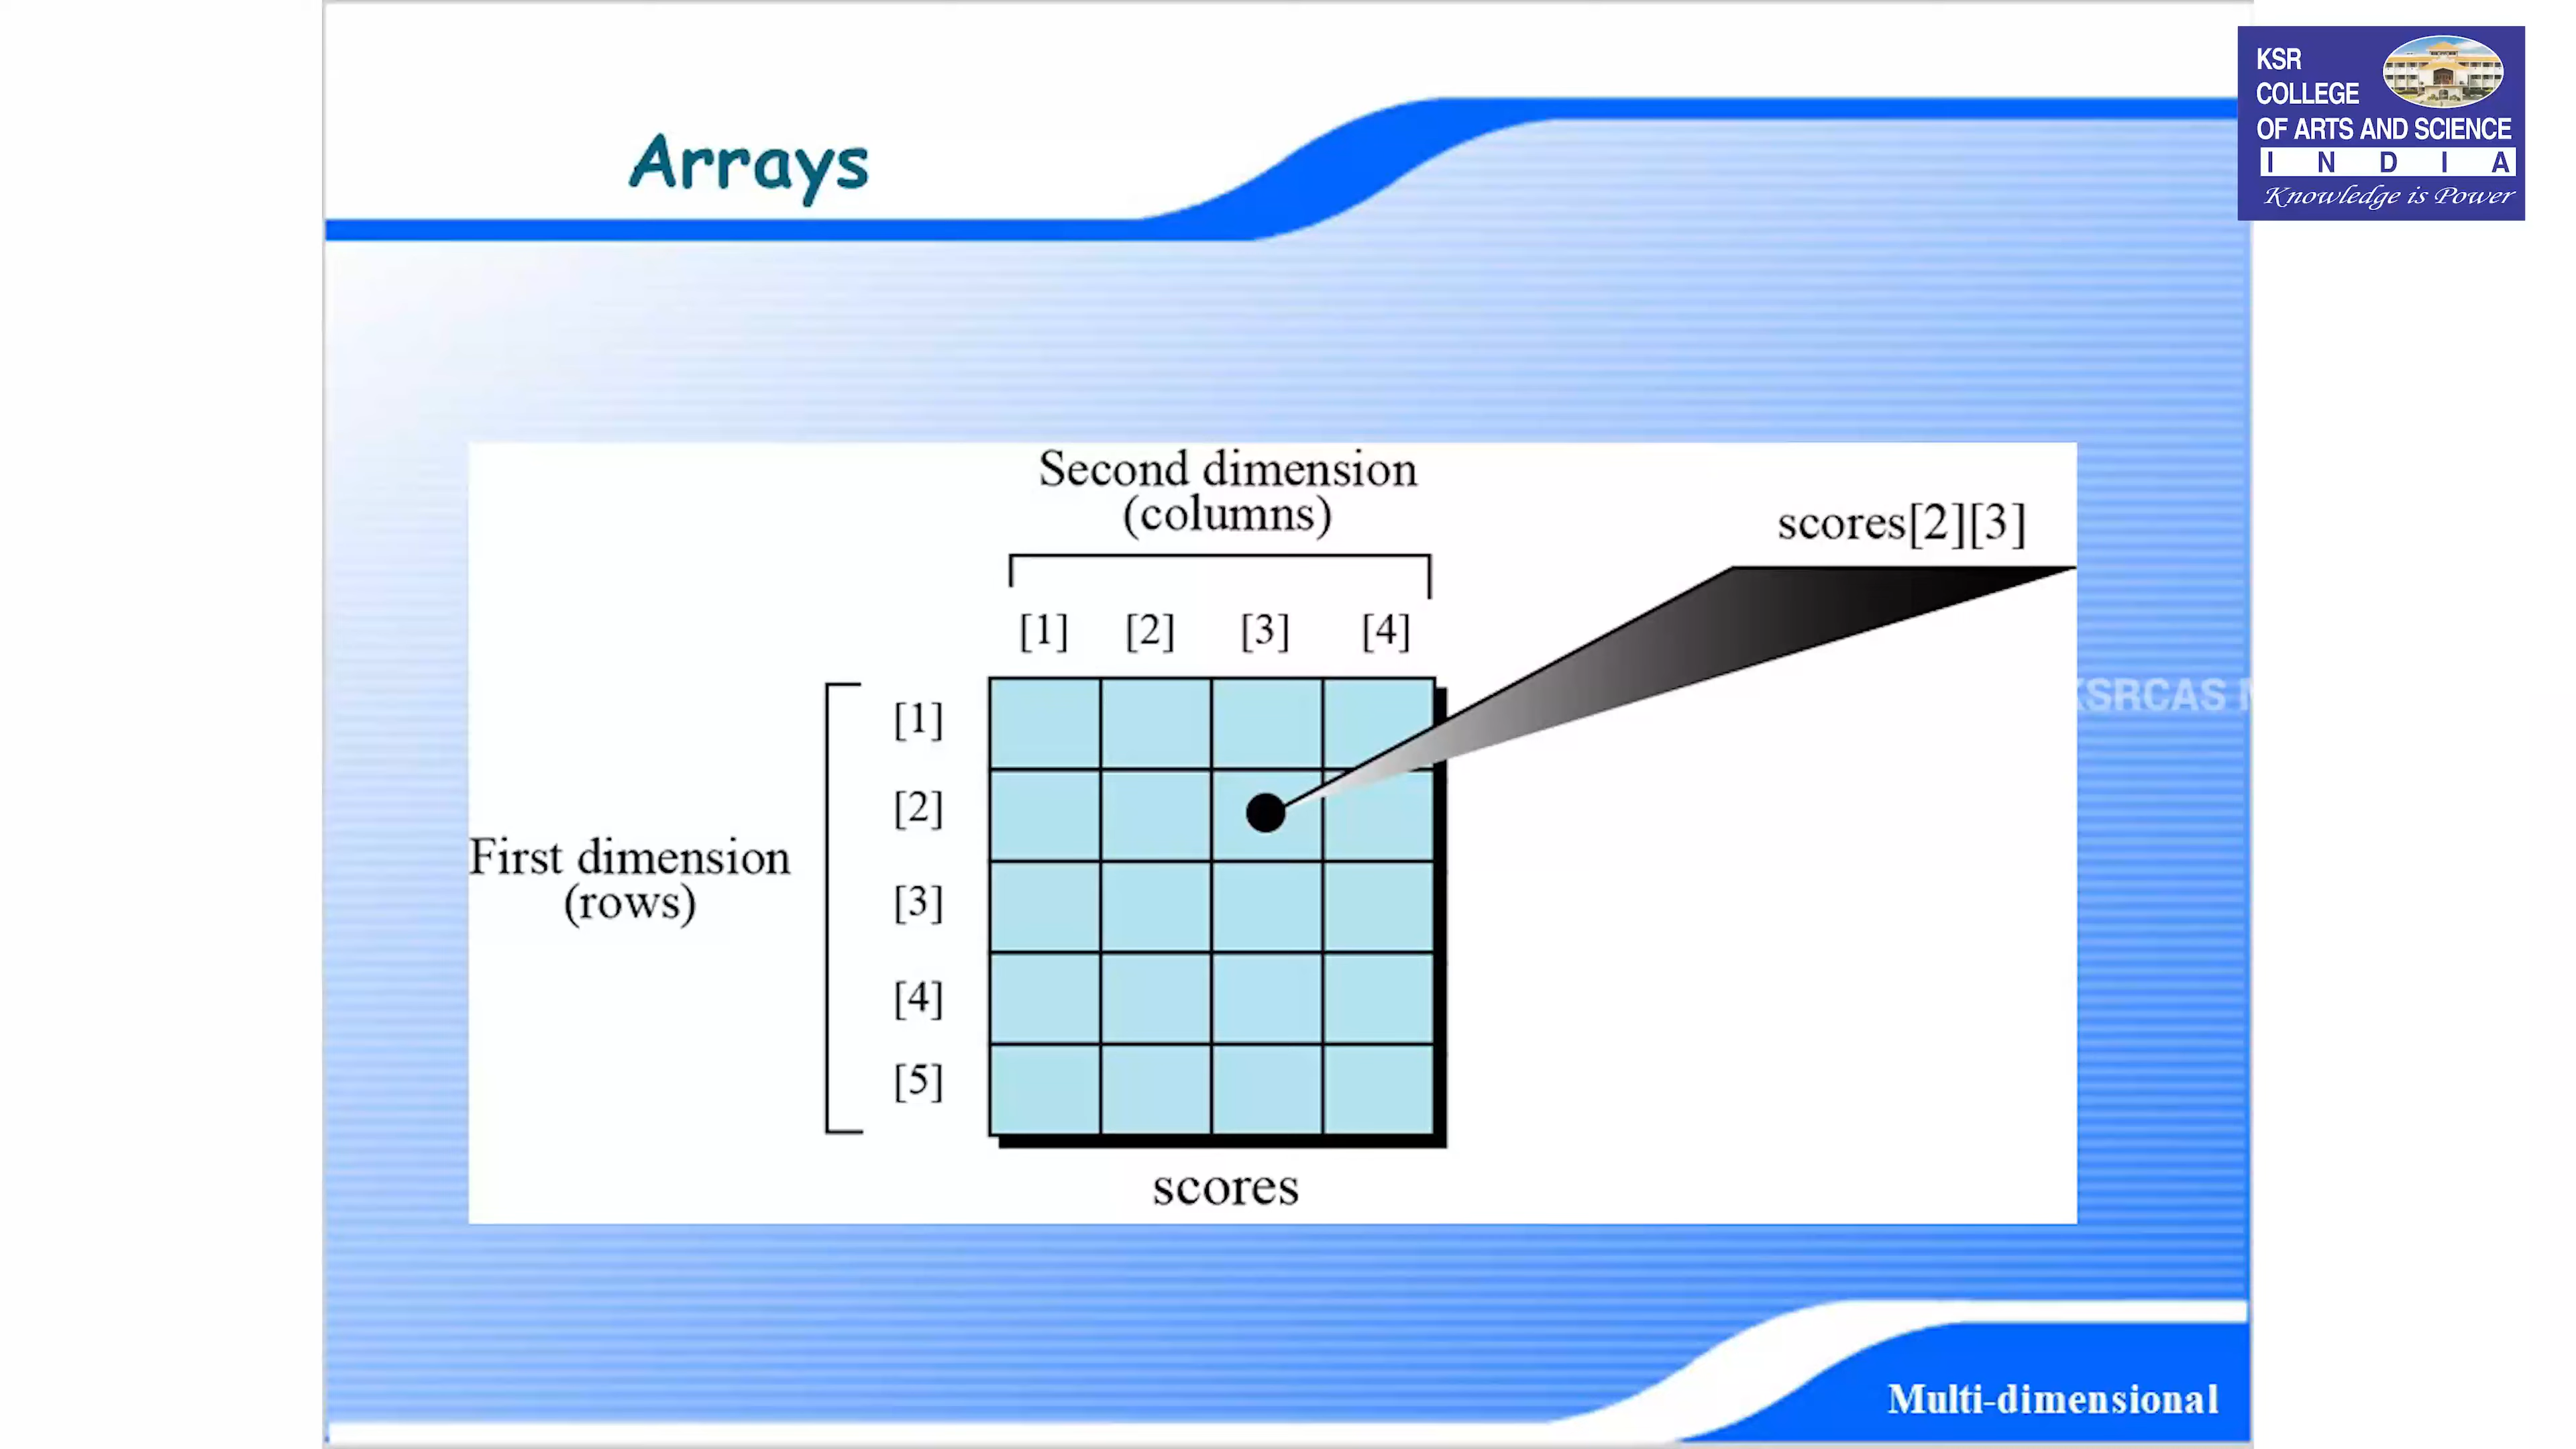 KSR
COLLEGE
OF ARTS AND SCIENCE
I N D I A
Knowledge is Power
Arrays
Second dimension
(columns)
scores[2][3]
[1] [2] [3] [4]
[1]
[2]
[3]
[4]
[5]
First dimension
(rows)
KSRCAS
scores
Multi-dimensional